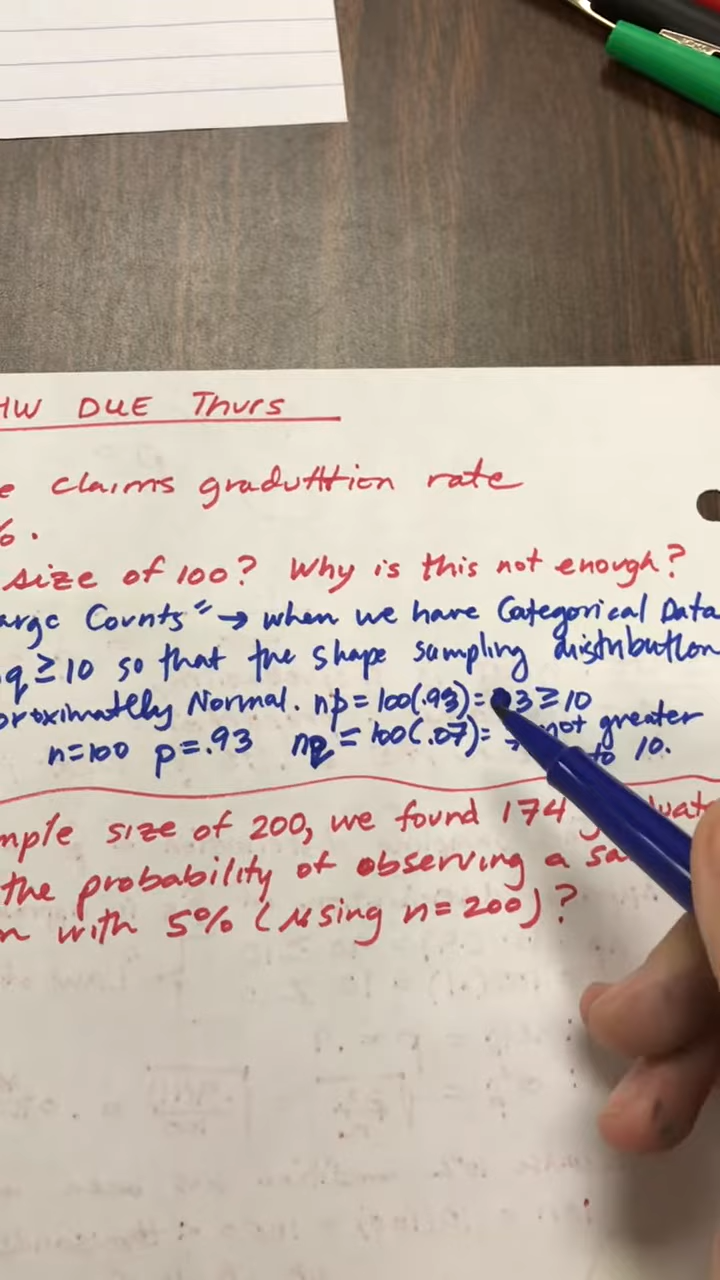 HW DUE Thurs
e claims graduttion rate
%.
size of 100? Why is this not enough?
arge Counts" → when we have Categorical Data
q ≥ 10 so that the shape sampling distribution
roximately Normal. np = 100(.93) = 3 ≥ 10
n=100 p=.93 nq = 100(.07) = not greater
to 10.
mple size of 200, we found 174
the probability of observing a sa
n with 5% (using n=200)?